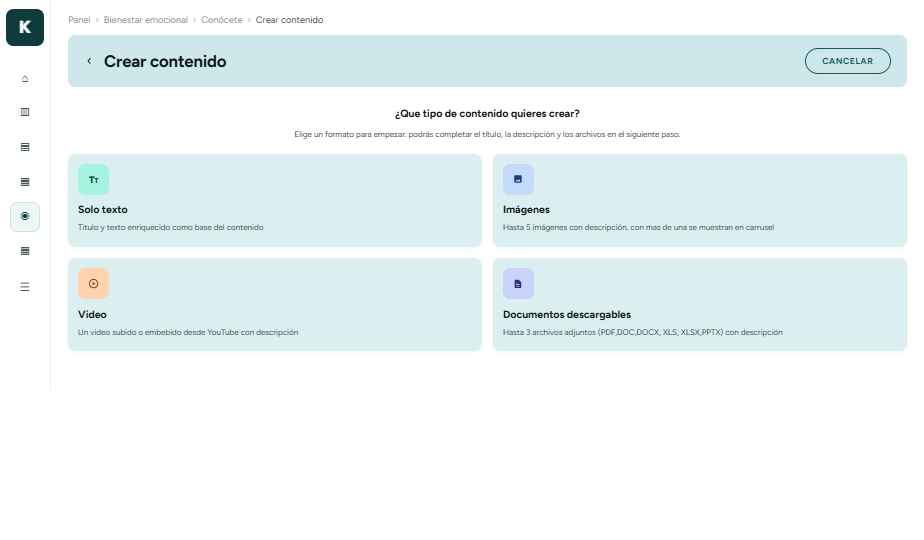 K
Panel › Bienestar emocional › Conócete › Crear contenido
‹ Crear contenido
CANCELAR
¿Que tipo de contenido quieres crear?
Elige un formato para empezar. podrás completar el título, la descripción y los archivos en el siguiente paso.
Tт
Solo texto
Titulo y texto enriquecido como base del contenido
Imágenes
Hasta 5 imágenes con descripción. con mas de una se muestran en carrusel
Video
Un video subido o embebido desde YouTube con descripción
Documentos descargables
Hasta 3 archivos adjuntos (PDF,DOC,DOCX, XLS, XLSX,PPTX) con descripción